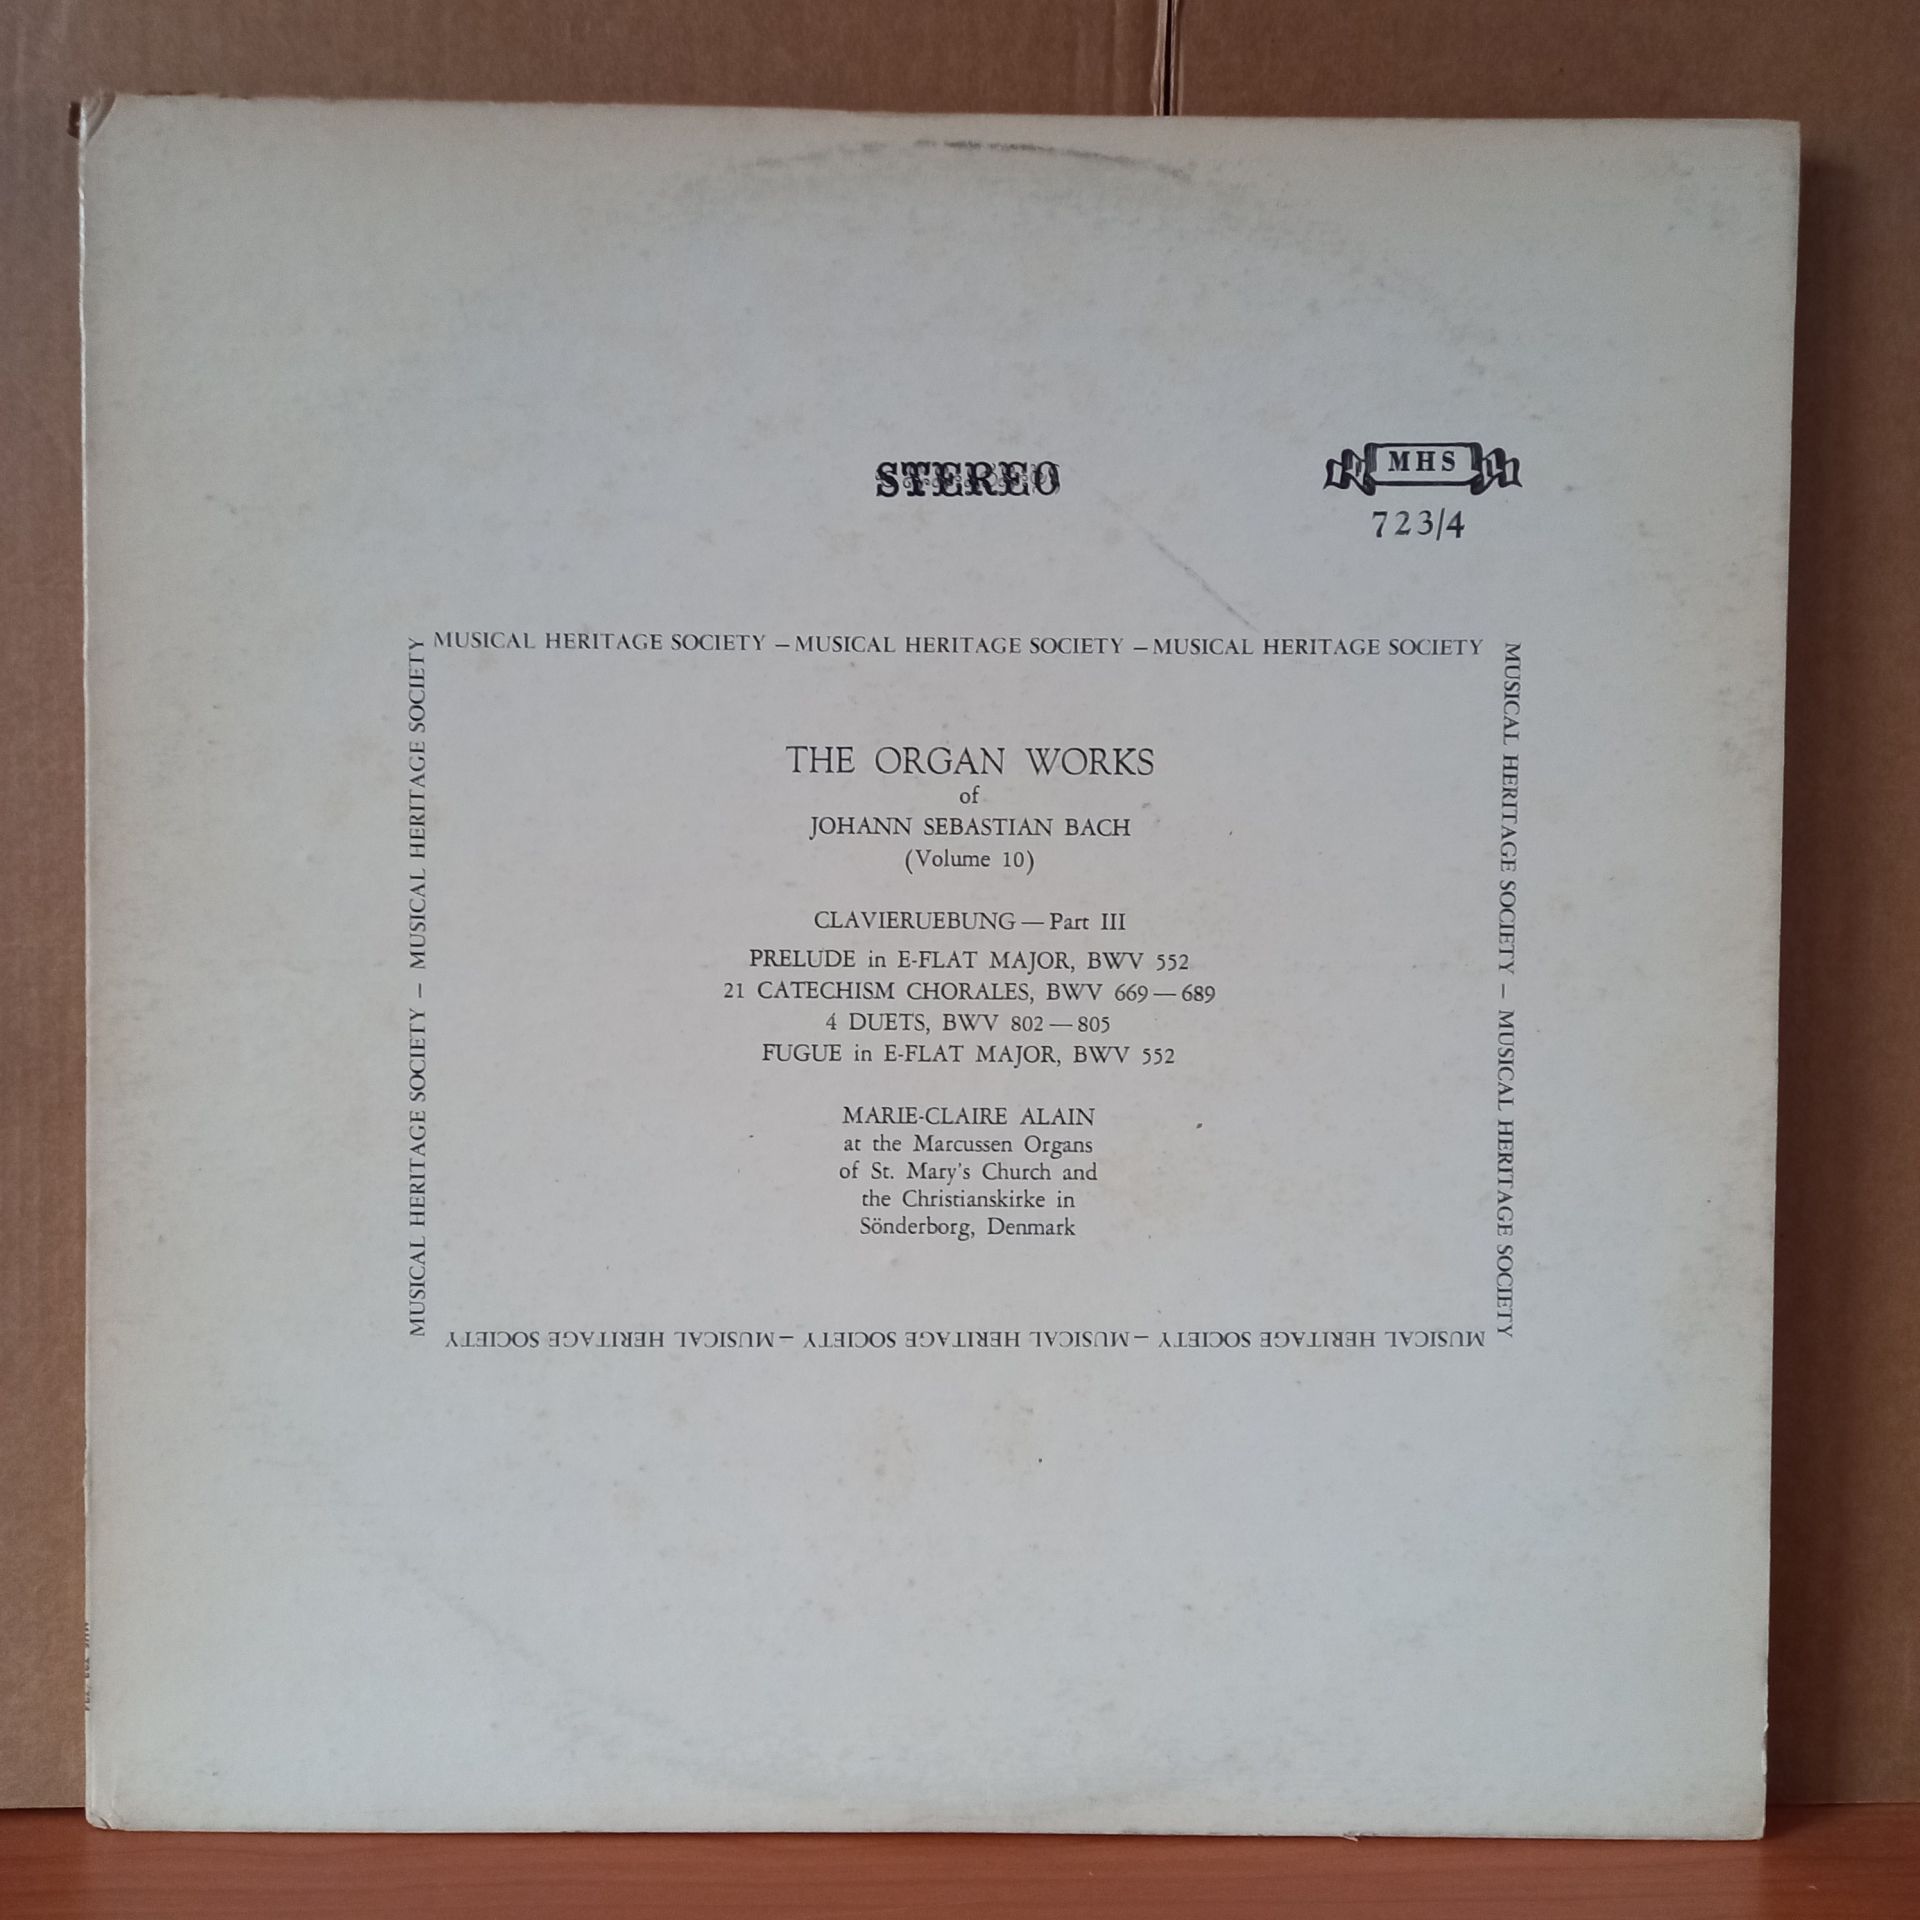 STEREO
MHS
723/4
MUSICAL HERITAGE SOCIETY – MUSICAL HERITAGE SOCIETY – MUSICAL HERITAGE SOCIETY
MUSICAL HERITAGE SOCIETY – MUSICAL HERITAGE SOCIETY
MUSICAL HERITAGE SOCIETY – MUSICAL HERITAGE SOCIETY
THE ORGAN WORKS
of
JOHANN SEBASTIAN BACH
(Volume 10)
CLAVIERUEBUNG — Part III
PRELUDE in E-FLAT MAJOR, BWV 552
21 CATECHISM CHORALES, BWV 669 — 689
4 DUETS, BWV 802 — 805
FUGUE in E-FLAT MAJOR, BWV 552
MARIE-CLAIRE ALAIN
at the Marcussen Organs
of St. Mary's Church and
the Christianskirke in
Sönderborg, Denmark
MUSICAL HERITAGE SOCIETY – MUSICAL HERITAGE SOCIETY – MUSICAL HERITAGE SOCIETY